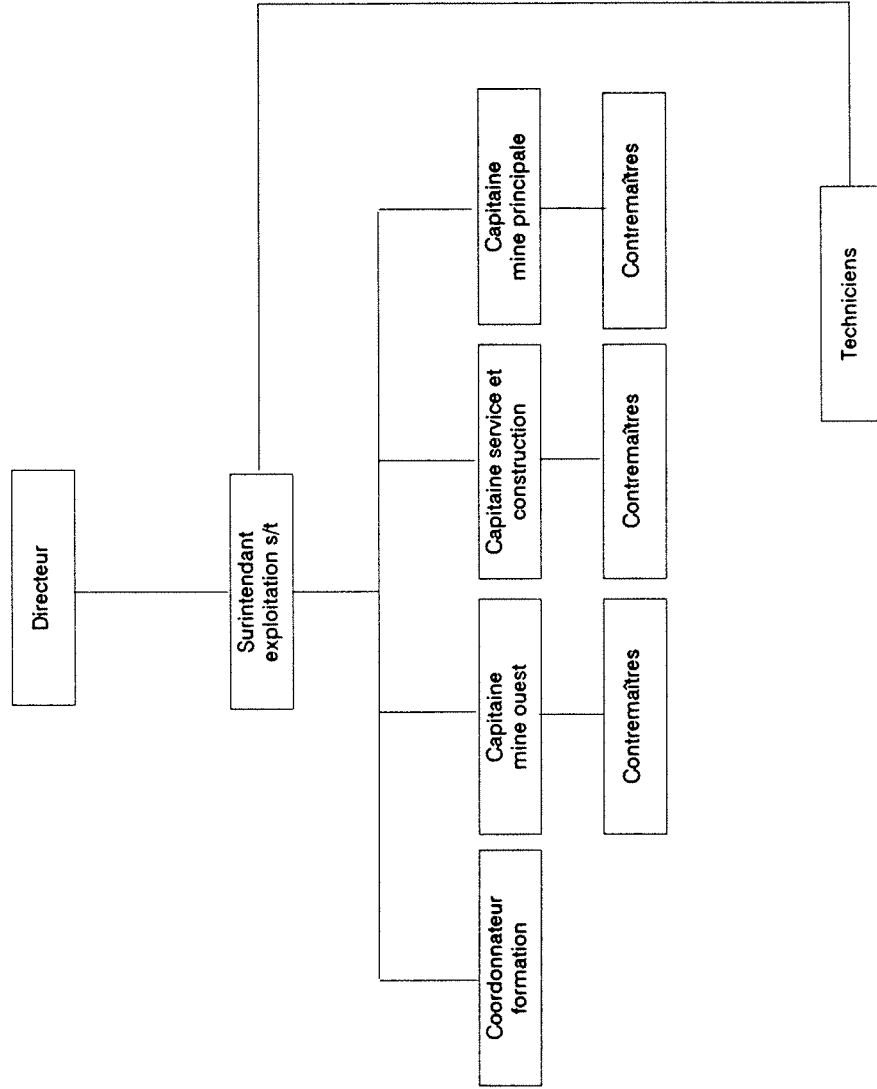 Directeur
Surintendant
exploitation s/t
Coordonnateur
formation
Capitaine
mine ouest
Capitaine service et
construction
Capitaine
mine principale
Contremaîtres
Contremaîtres
Contremaîtres
Techniciens